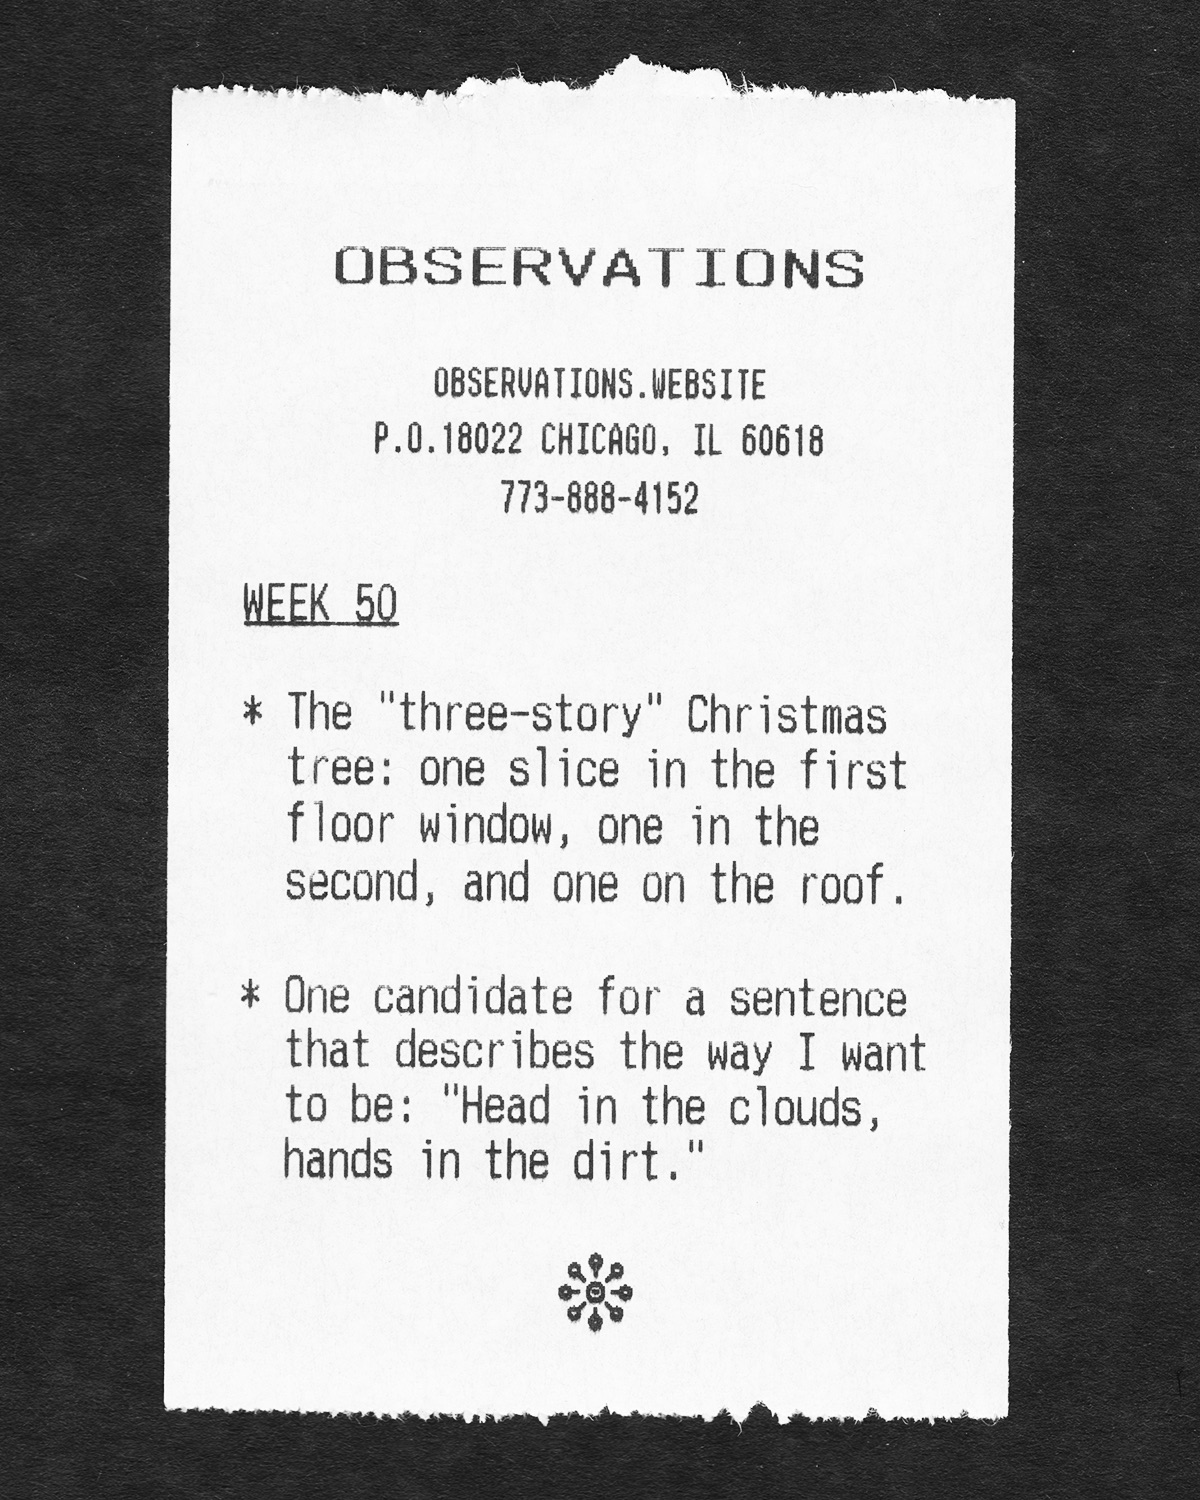 OBSERVATIONS
OBSERVATIONS.WEBSITE
P.O.18022 CHICAGO, IL 60618
773-888-4152
WEEK 50
* The "three-story" Christmas
tree: one slice in the first
floor window, one in the
second, and one on the roof.
* One candidate for a sentence
that describes the way I want
to be: "Head in the clouds,
hands in the dirt."